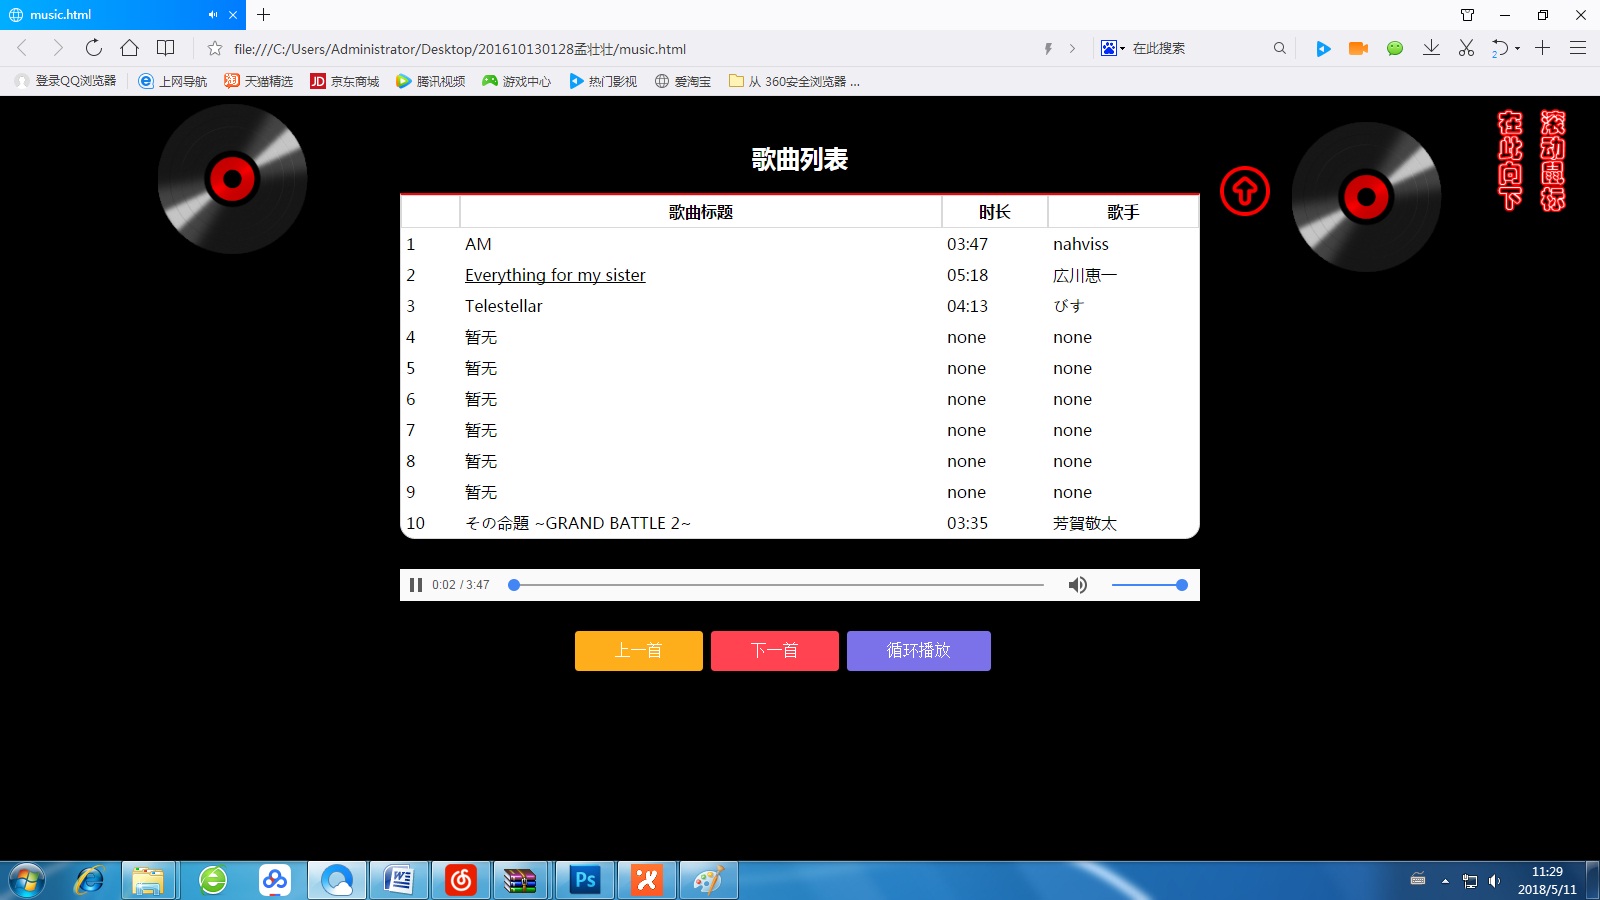 music.html
file:///C:/Users/Administrator/Desktop/201610130128孟壮壮/music.html
在此搜索
2
登录QQ浏览器 上网导航 淘 天猫精选 JD 京东商城 腾讯视频 游戏中心 热门影视 爱淘宝 从 360安全浏览器 ...
滚动鼠标
在此向下
歌曲列表
歌曲标题 时长 歌手
1 AM 03:47 nahviss
2 Everything for my sister 05:18 広川恵一
3 Telestellar 04:13 びす
4 暂无 none none
5 暂无 none none
6 暂无 none none
7 暂无 none none
8 暂无 none none
9 暂无 none none
10 その命題 ~GRAND BATTLE 2~ 03:35 芳賀敬太
0:02 / 3:47
上一首 下一首 循环播放
Ps
11:29
2018/5/11